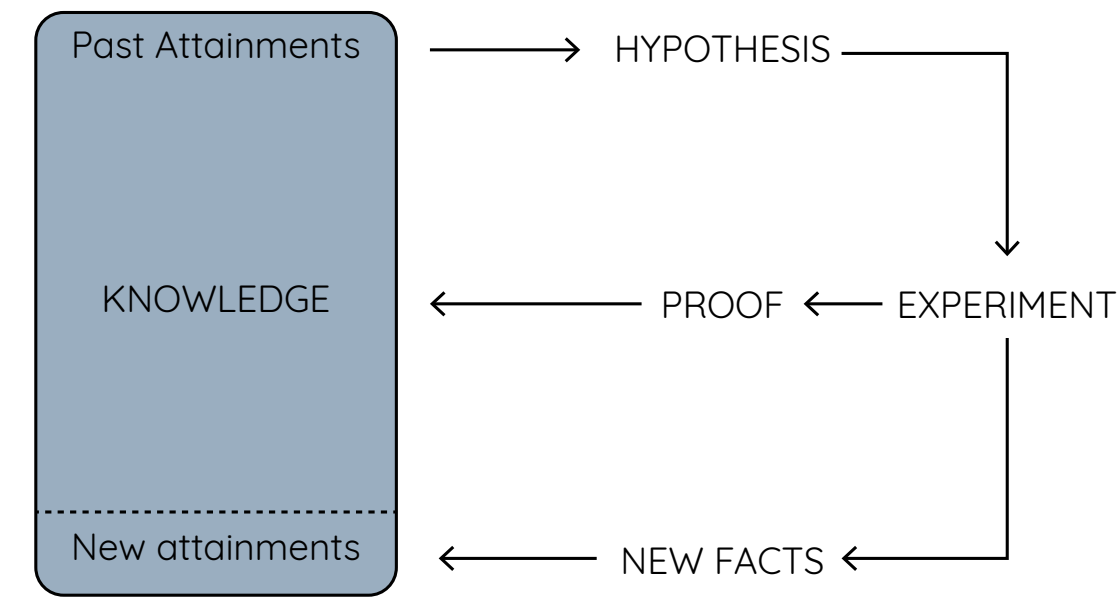 Past Attainments
HYPOTHESIS
KNOWLEDGE
PROOF
EXPERIMENT
New attainments
NEW FACTS